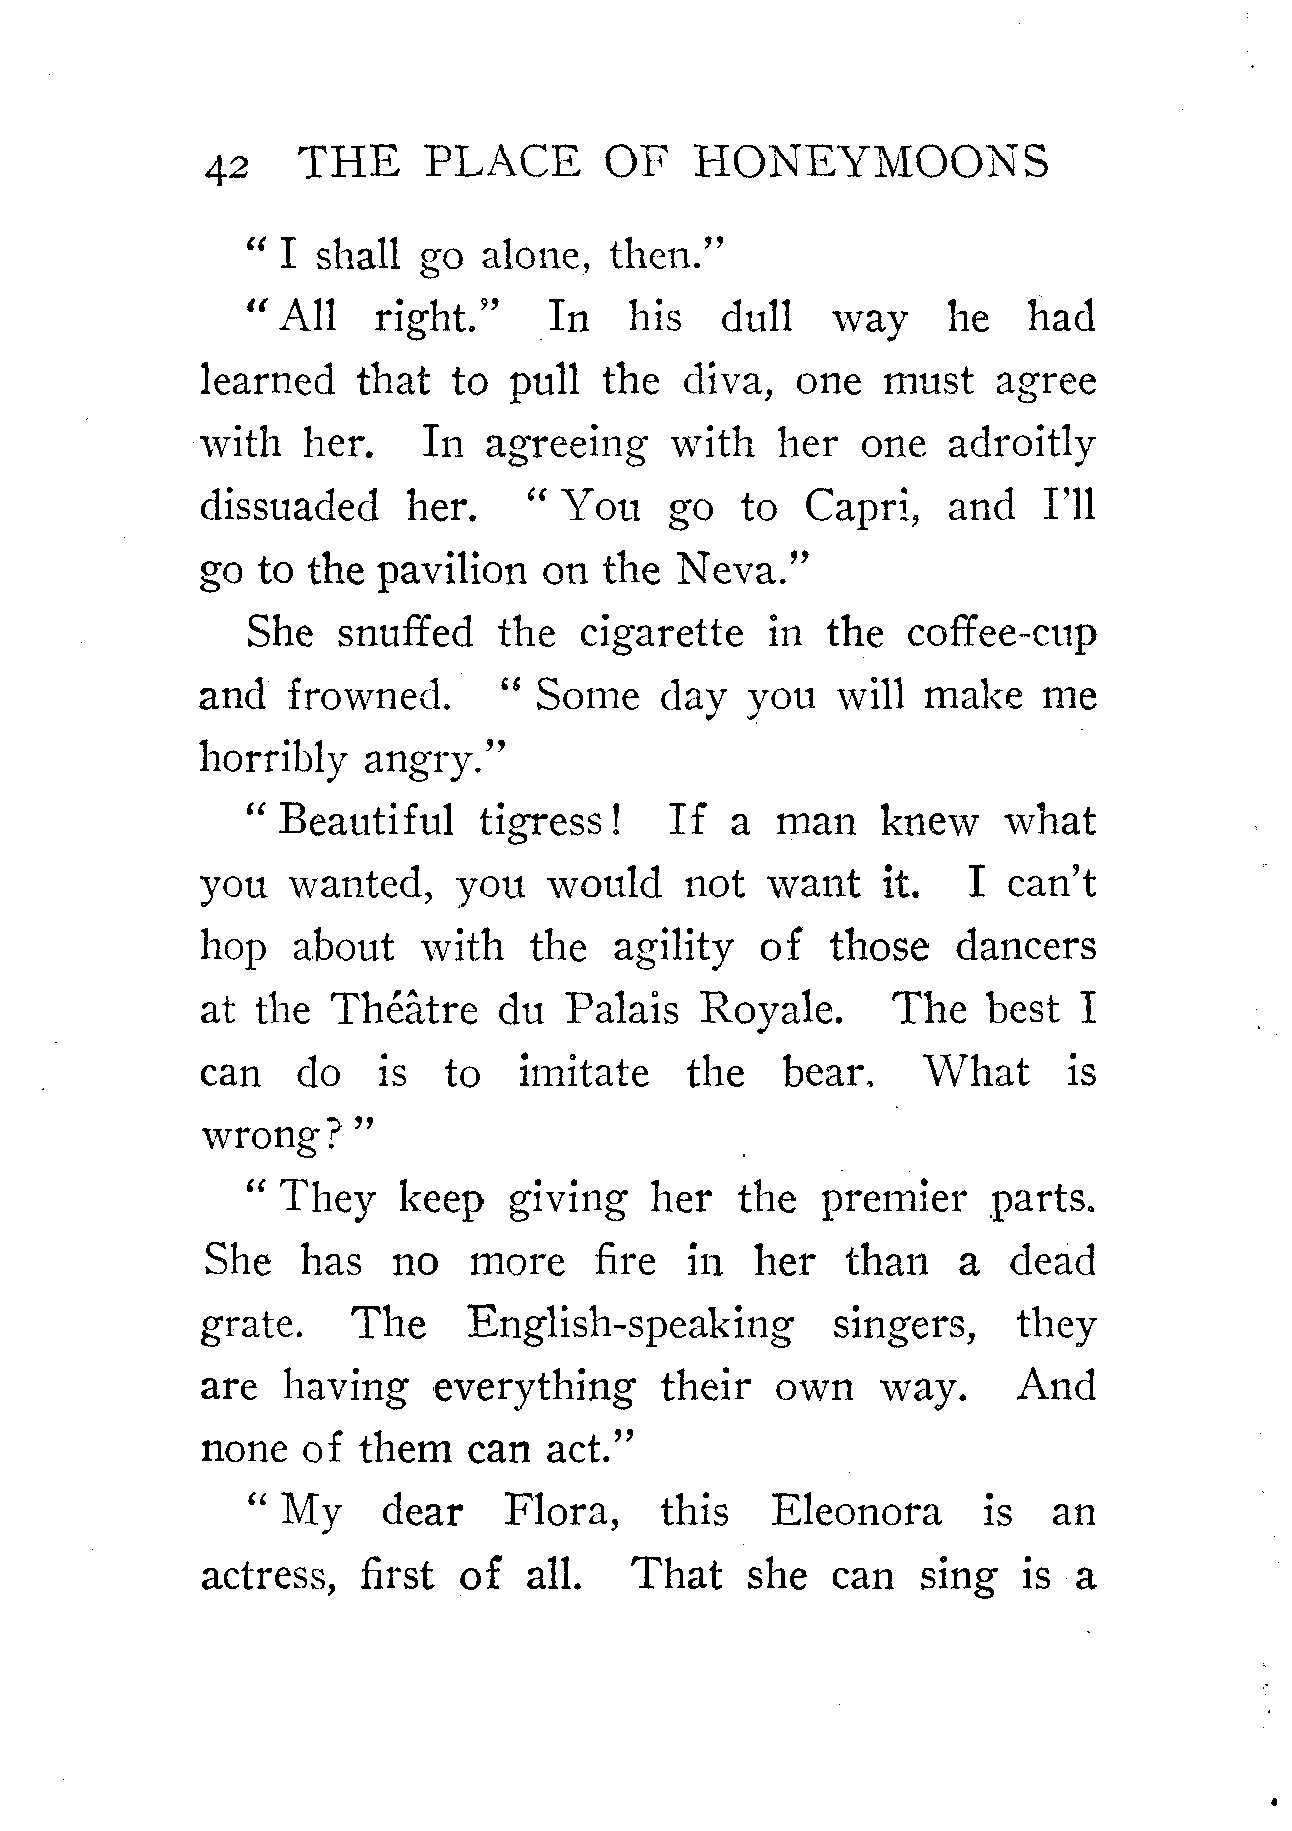 42 THE PLACE OF HONEYMOONS
“ I shall go alone, then.”
“ All right.” In his dull way he had
learned that to pull the diva, one must agree
with her. In agreeing with her one adroitly
dissuaded her. “ You go to Capri, and I’ll
go to the pavilion on the Neva.”
She snuffed the cigarette in the coffee-cup
and frowned. “ Some day you will make me
horribly angry.”
“ Beautiful tigress! If a man knew what
you wanted, you would not want it. I can’t
hop about with the agility of those dancers
at the Théâtre du Palais Royale. The best I
can do is to imitate the bear. What is
wrong? ”
“ They keep giving her the premier parts.
She has no more fire in her than a dead
grate. The English-speaking singers, they
are having everything their own way. And
none of them can act.”
“ My dear Flora, this Eleonora is an
actress, first of all. That she can sing is a